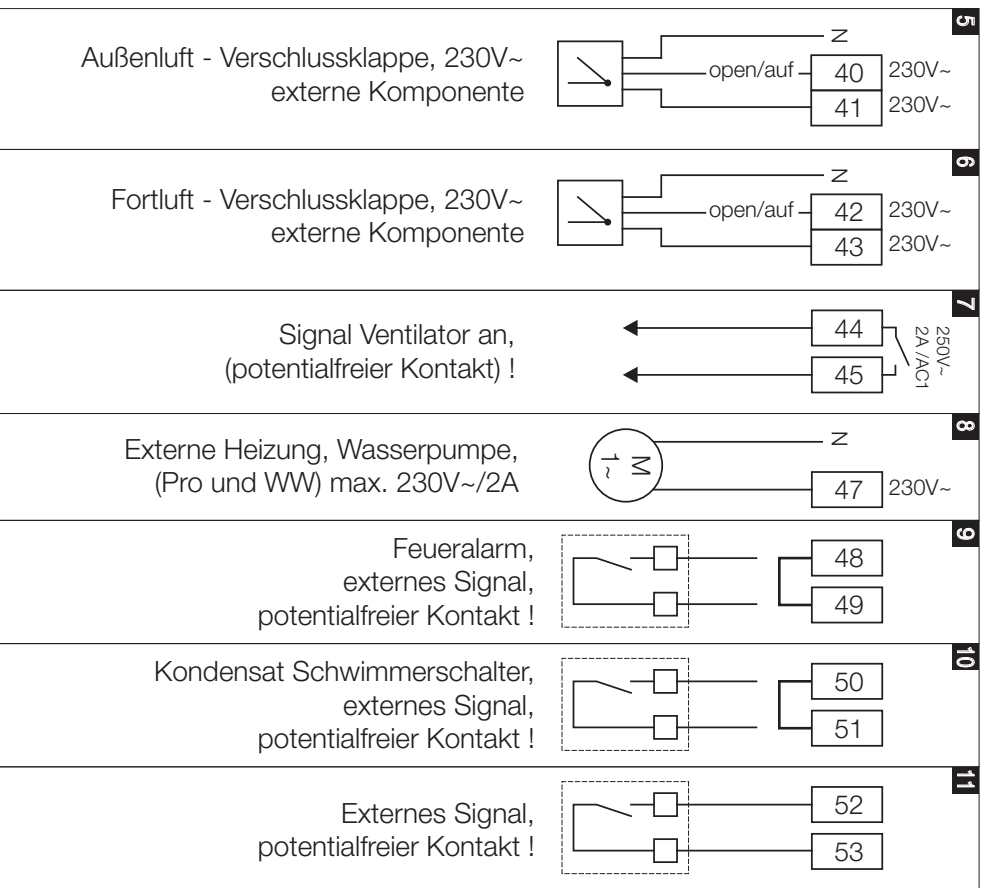 5
Außenluft - Verschlussklappe, 230V~
externe Komponente
N
open/auf 40 230V~
41 230V~
6
Fortluft - Verschlussklappe, 230V~
externe Komponente
N
open/auf 42 230V~
43 230V~
7
Signal Ventilator an,
(potentialfreier Kontakt) !
44
45
250V~
2A /AC1
8
Externe Heizung, Wasserpumpe,
(Pro und WW) max. 230V~/2A
M
1~
N
47 230V~
9
Feueralarm,
externes Signal,
potentialfreier Kontakt !
48
49
10
Kondensat Schwimmerschalter,
externes Signal,
potentialfreier Kontakt !
50
51
11
Externes Signal,
potentialfreier Kontakt !
52
53